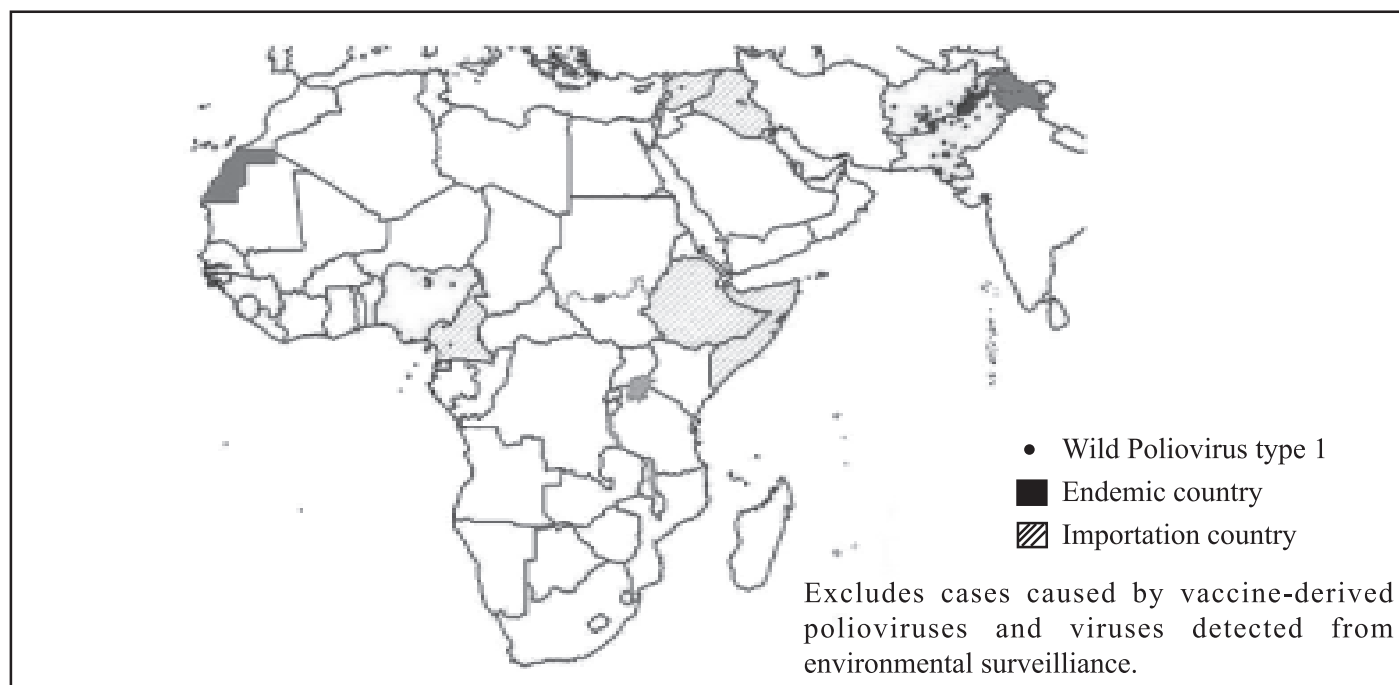 Wild Poliovirus type 1
Endemic country
Importation country
Excludes cases caused by vaccine-derived
polioviruses and viruses detected from
environmental surveilliance.